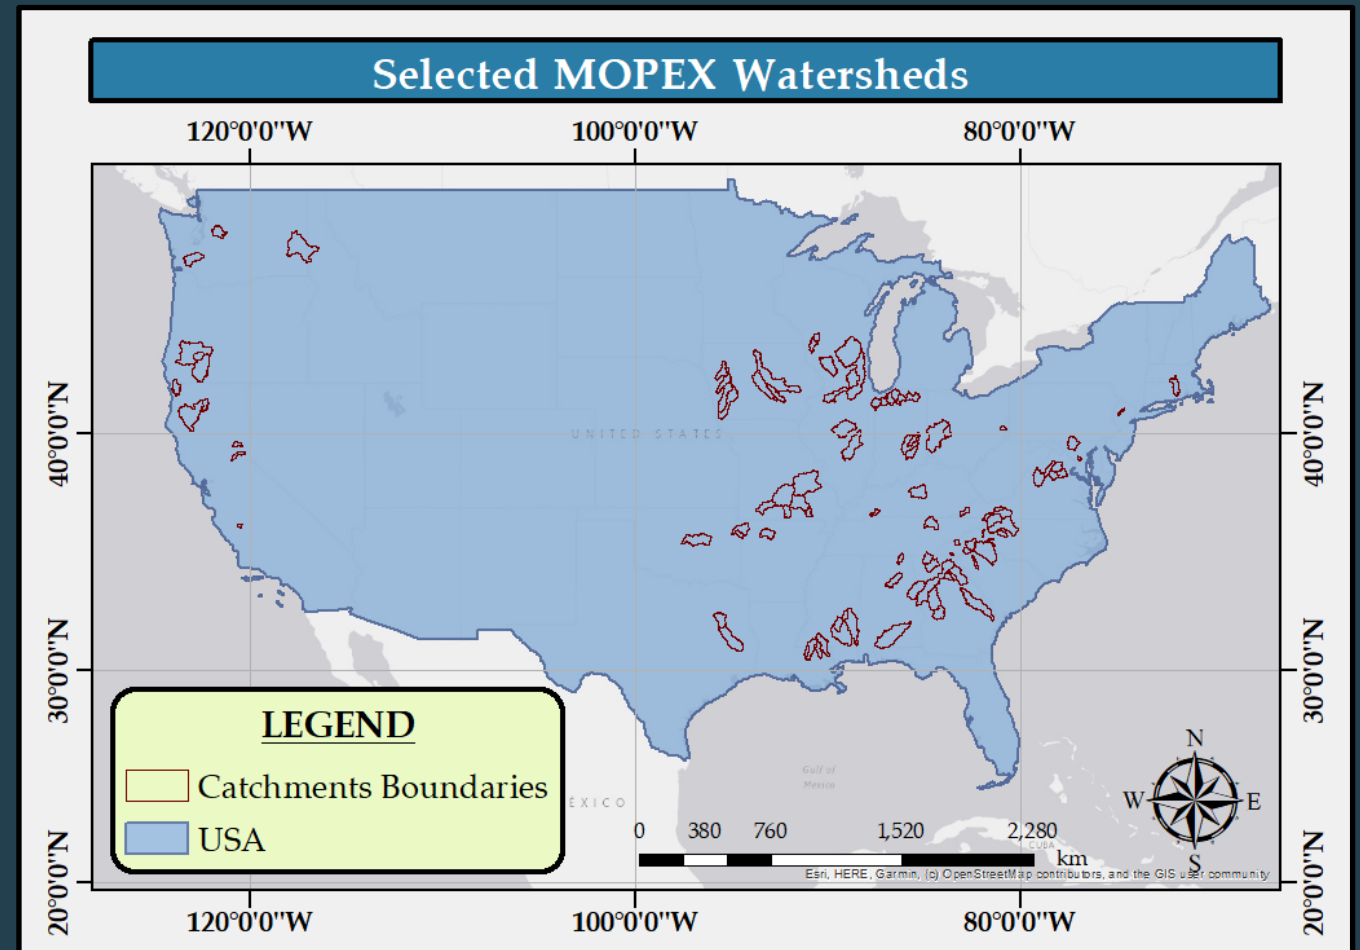 Selected MOPEX Watersheds
120°0'0"W 100°0'0"W 80°0'0"W
40°0'0"N 40°0'0"N
UNITED STATES
30°0'0"N 30°0'0"N
LEGEND
Catchments Boundaries
USA
Gulf of
Mexico
EXICO
N
W E
S
0 380 760 1,520 2,280
km
CUBA
Esri, HERE, Garmin, (c) OpenStreetMap contributors, and the GIS user community
20°0'0"N 20°0'0"N
120°0'0"W 100°0'0"W 80°0'0"W